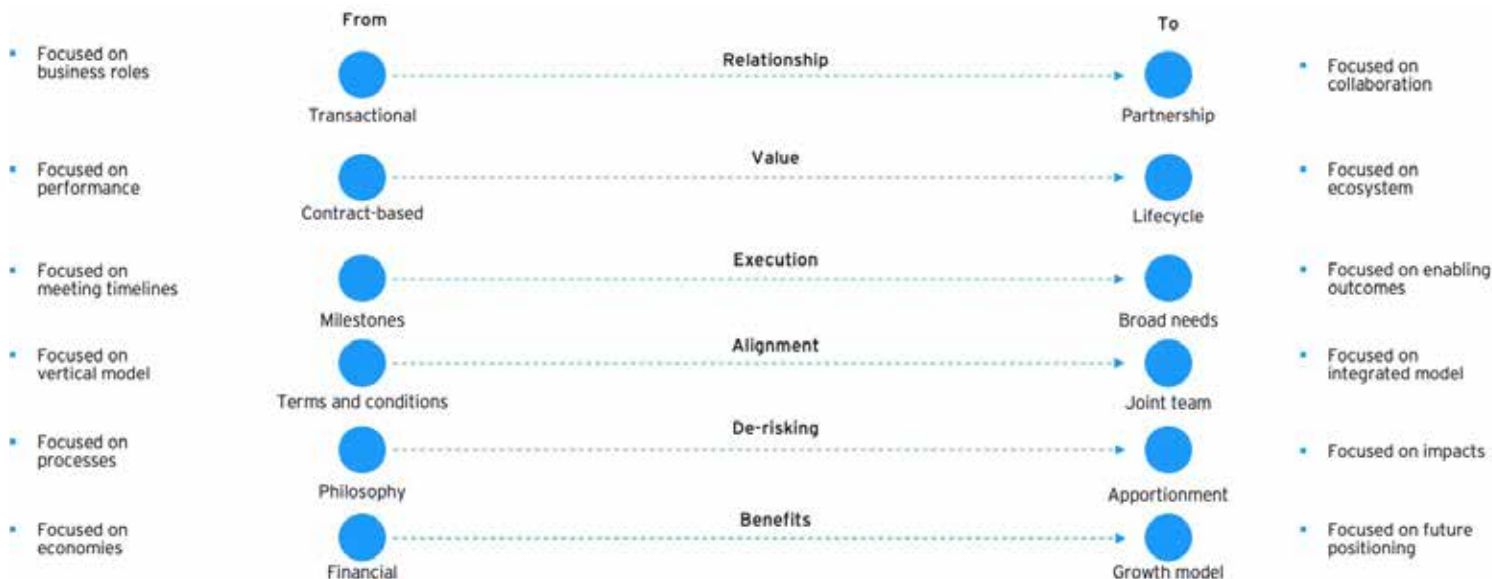 From
To
Focused on
business roles
Relationship
Focused on
collaboration
Transactional
Partnership
Focused on
performance
Value
Focused on
ecosystem
Contract-based
Lifecycle
Focused on
meeting timelines
Execution
Focused on enabling
outcomes
Milestones
Broad needs
Focused on
vertical model
Alignment
Focused on
integrated model
Terms and conditions
Joint team
Focused on
processes
De-risking
Focused on impacts
Philosophy
Apportionment
Focused on
economies
Benefits
Focused on future
positioning
Financial
Growth model